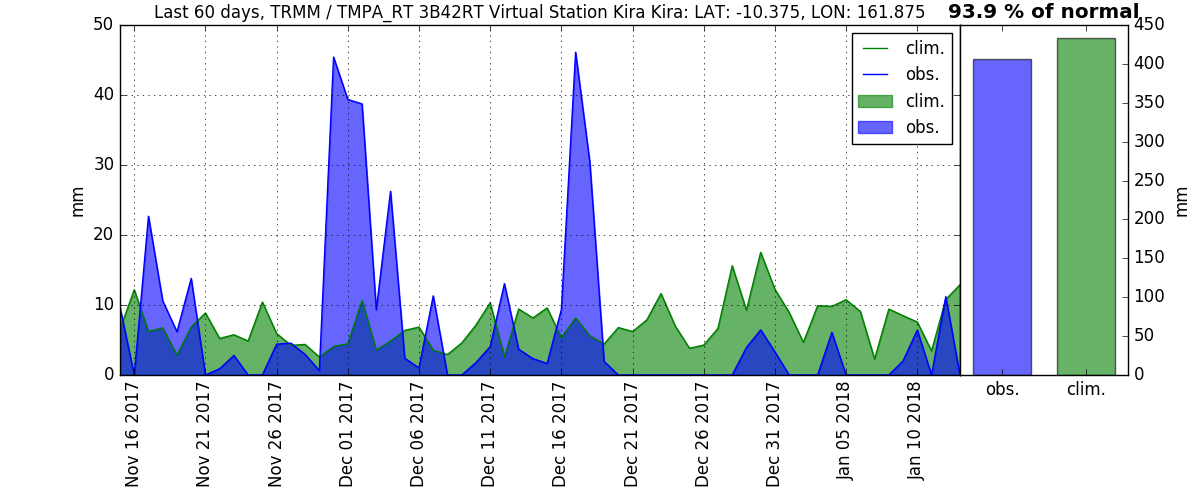 Last 60 days, TRMM / TMPA_RT 3B42RT Virtual Station Kira Kira: LAT: -10.375, LON: 161.875
93.9 % of normal
50
40
30
20
10
0
mm
clim.
obs.
clim.
obs.
Nov 16 2017
Nov 21 2017
Nov 26 2017
Dec 01 2017
Dec 06 2017
Dec 11 2017
Dec 16 2017
Dec 21 2017
Dec 26 2017
Dec 31 2017
Jan 05 2018
Jan 10 2018
450
400
350
300
250
200
150
100
50
0
mm
obs.
clim.